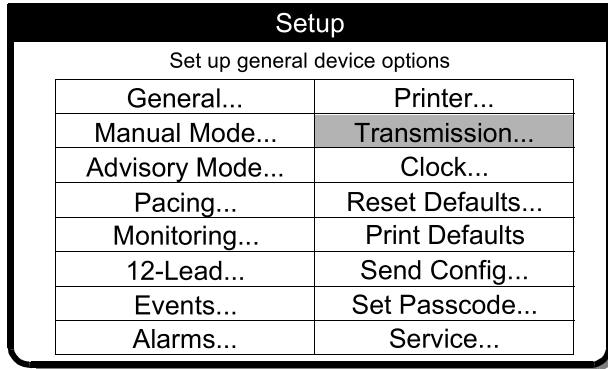 Setup
Set up general device options
General... Printer...
Manual Mode... Transmission...
Advisory Mode... Clock...
Pacing... Reset Defaults...
Monitoring... Print Defaults
12-Lead... Send Config...
Events... Set Passcode...
Alarms... Service...